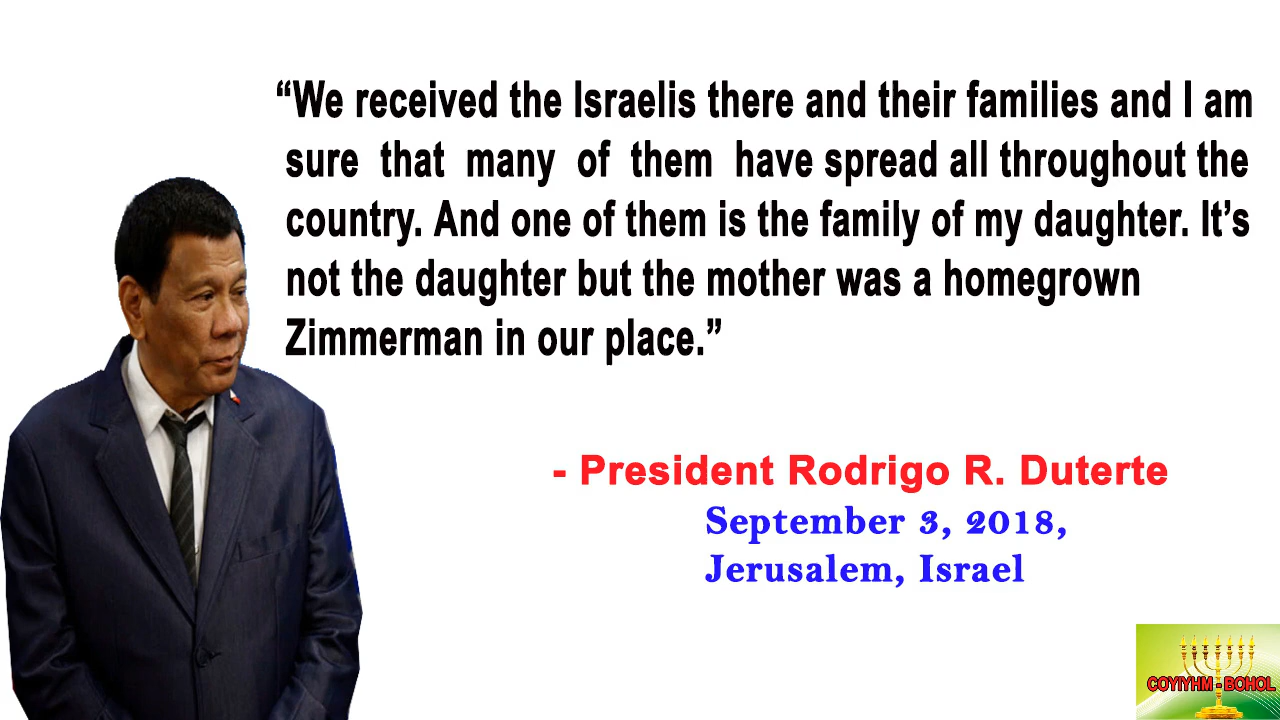 “We received the Israelis there and their families and I am
sure that many of them have spread all throughout the
country. And one of them is the family of my daughter. It’s
not the daughter but the mother was a homegrown
Zimmerman in our place.”
- President Rodrigo R. Duterte
September 3, 2018,
Jerusalem, Israel
COYIYHM - BOHOL